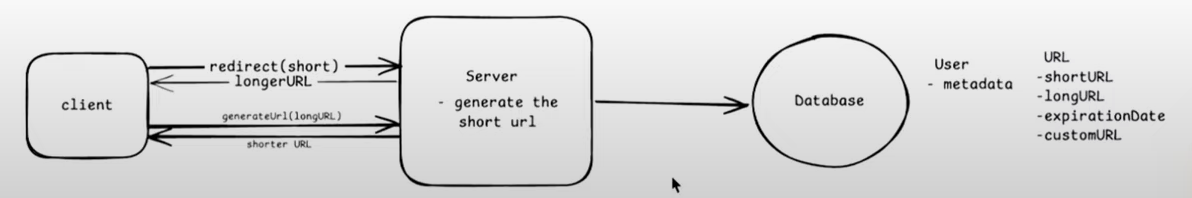 client
redirect(short)
longerURL
generateUrl(longURL)
shorter URL
Server
- generate the
short url
Database
User
- metadata
URL
-shortURL
-longURL
-expirationDate
-customURL